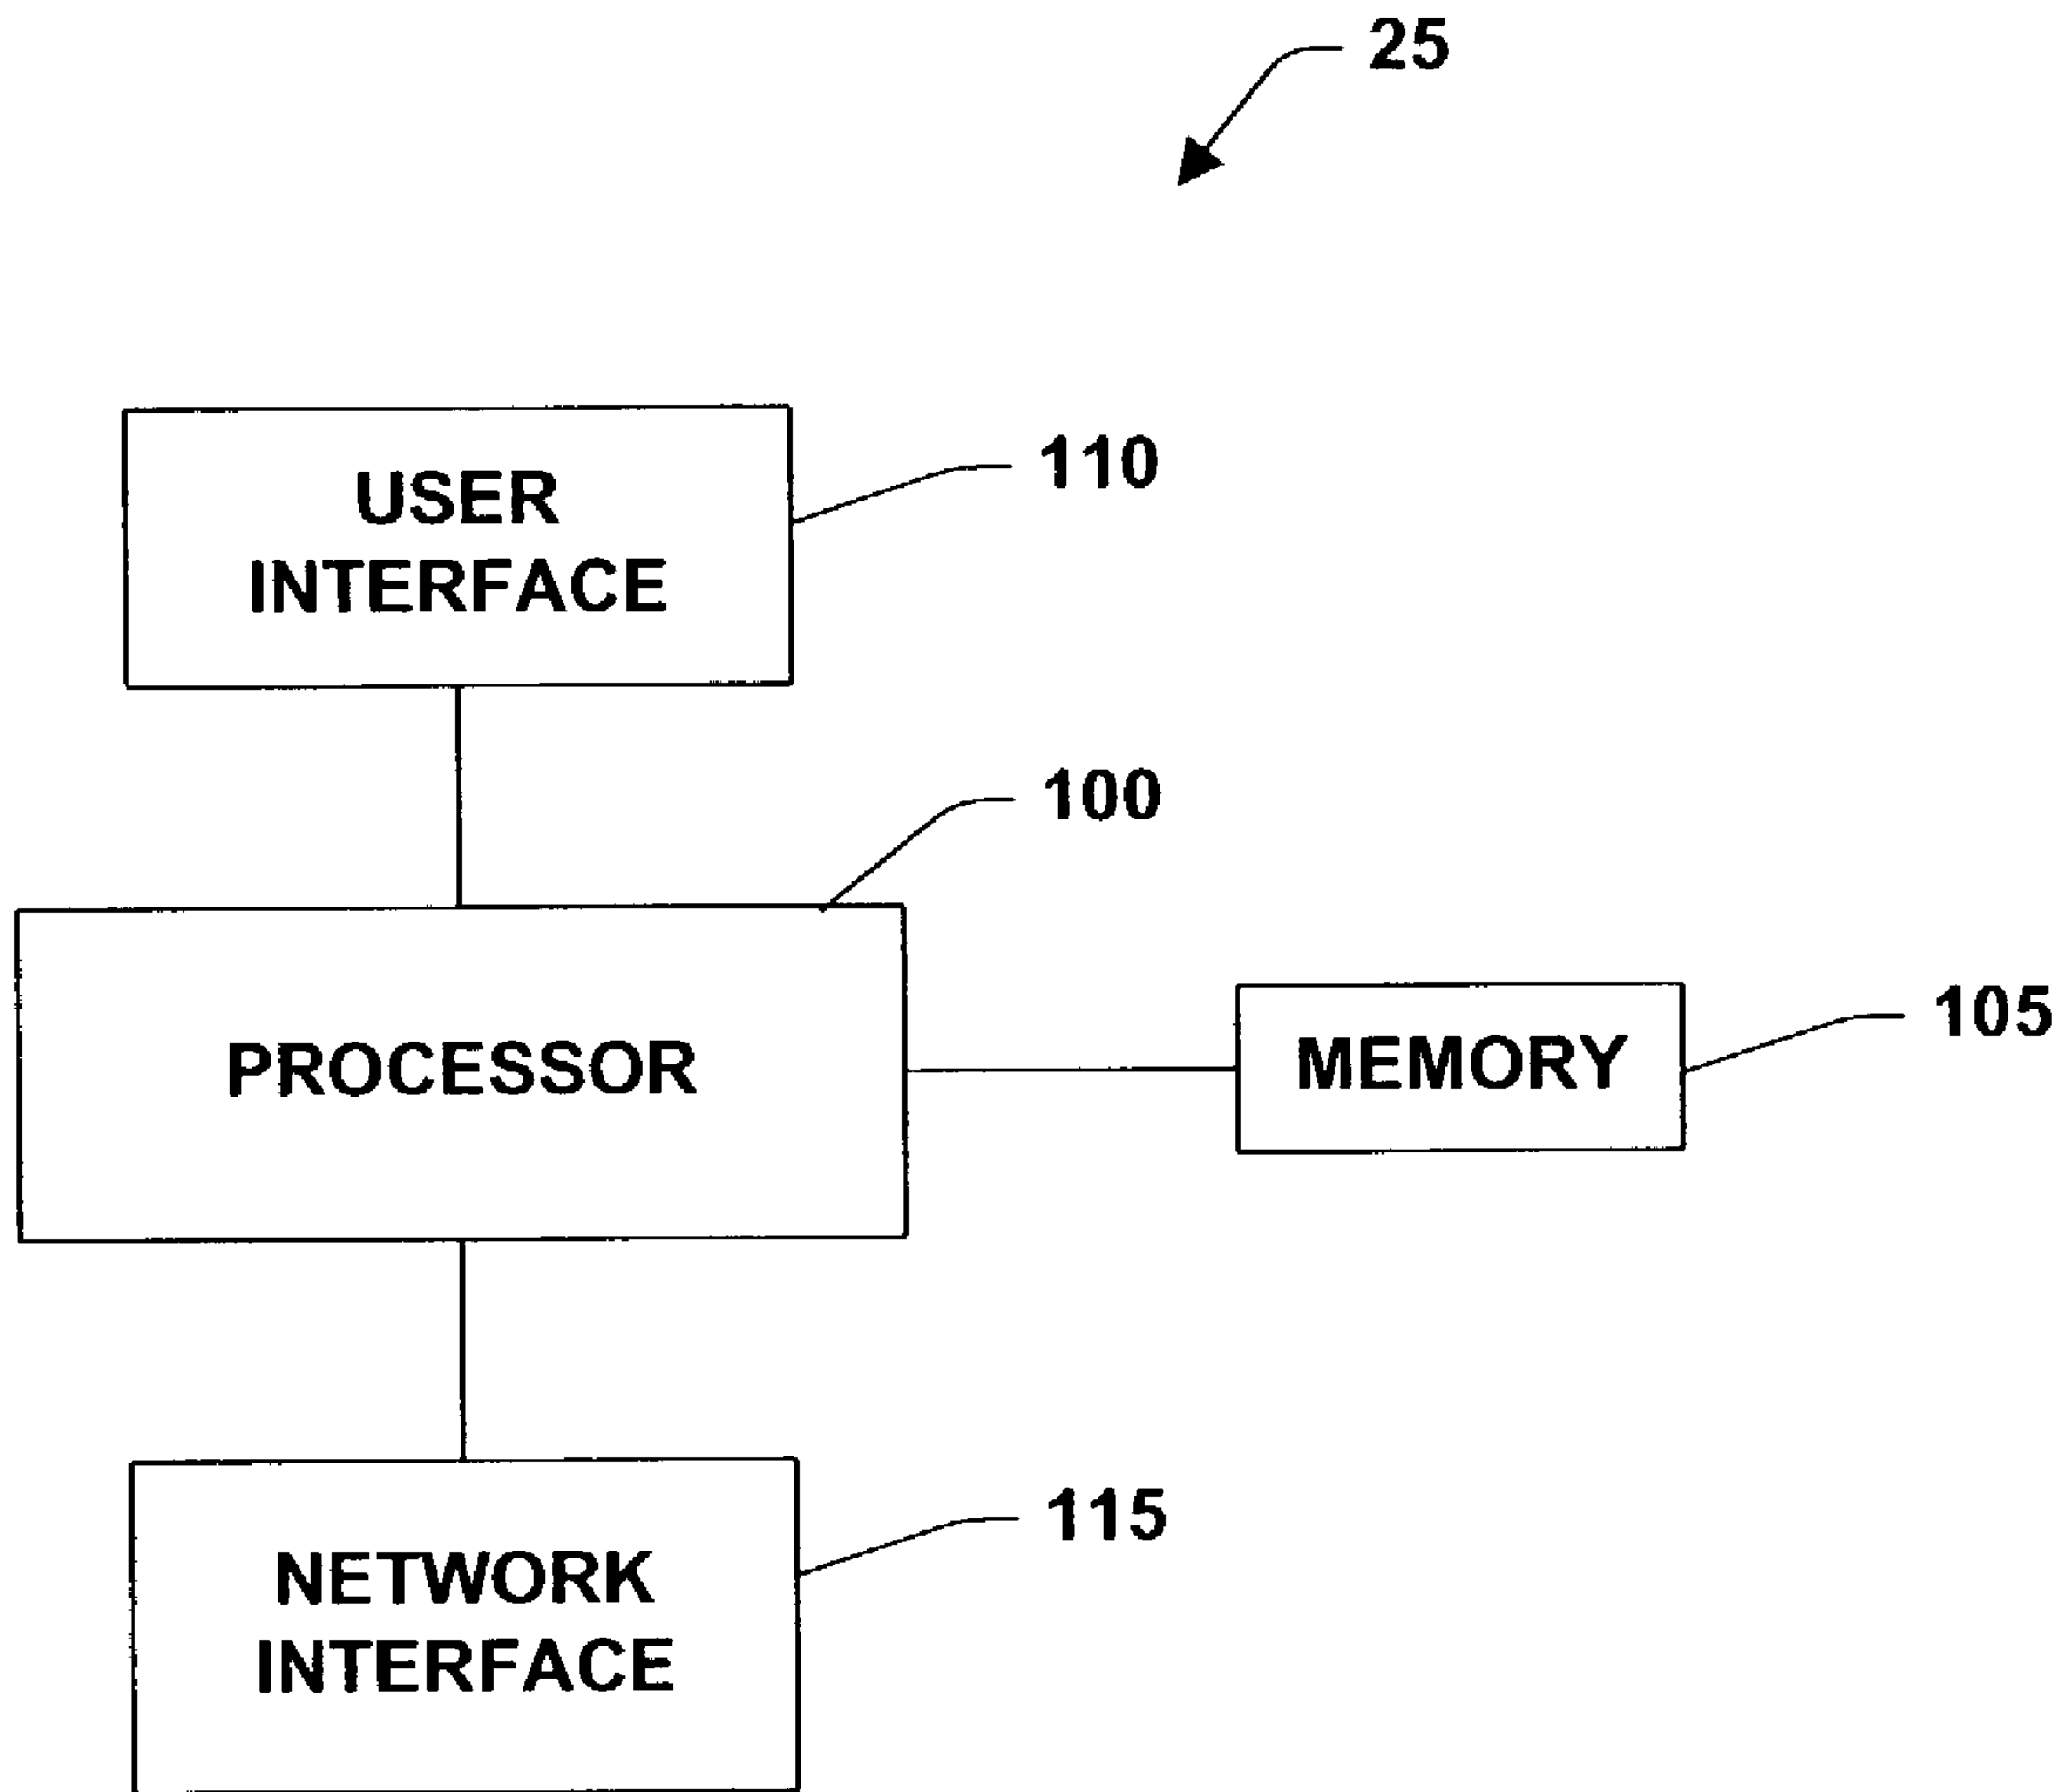 25
USER
INTERFACE
110
100
PROCESSOR
MEMORY
105
NETWORK
INTERFACE
115